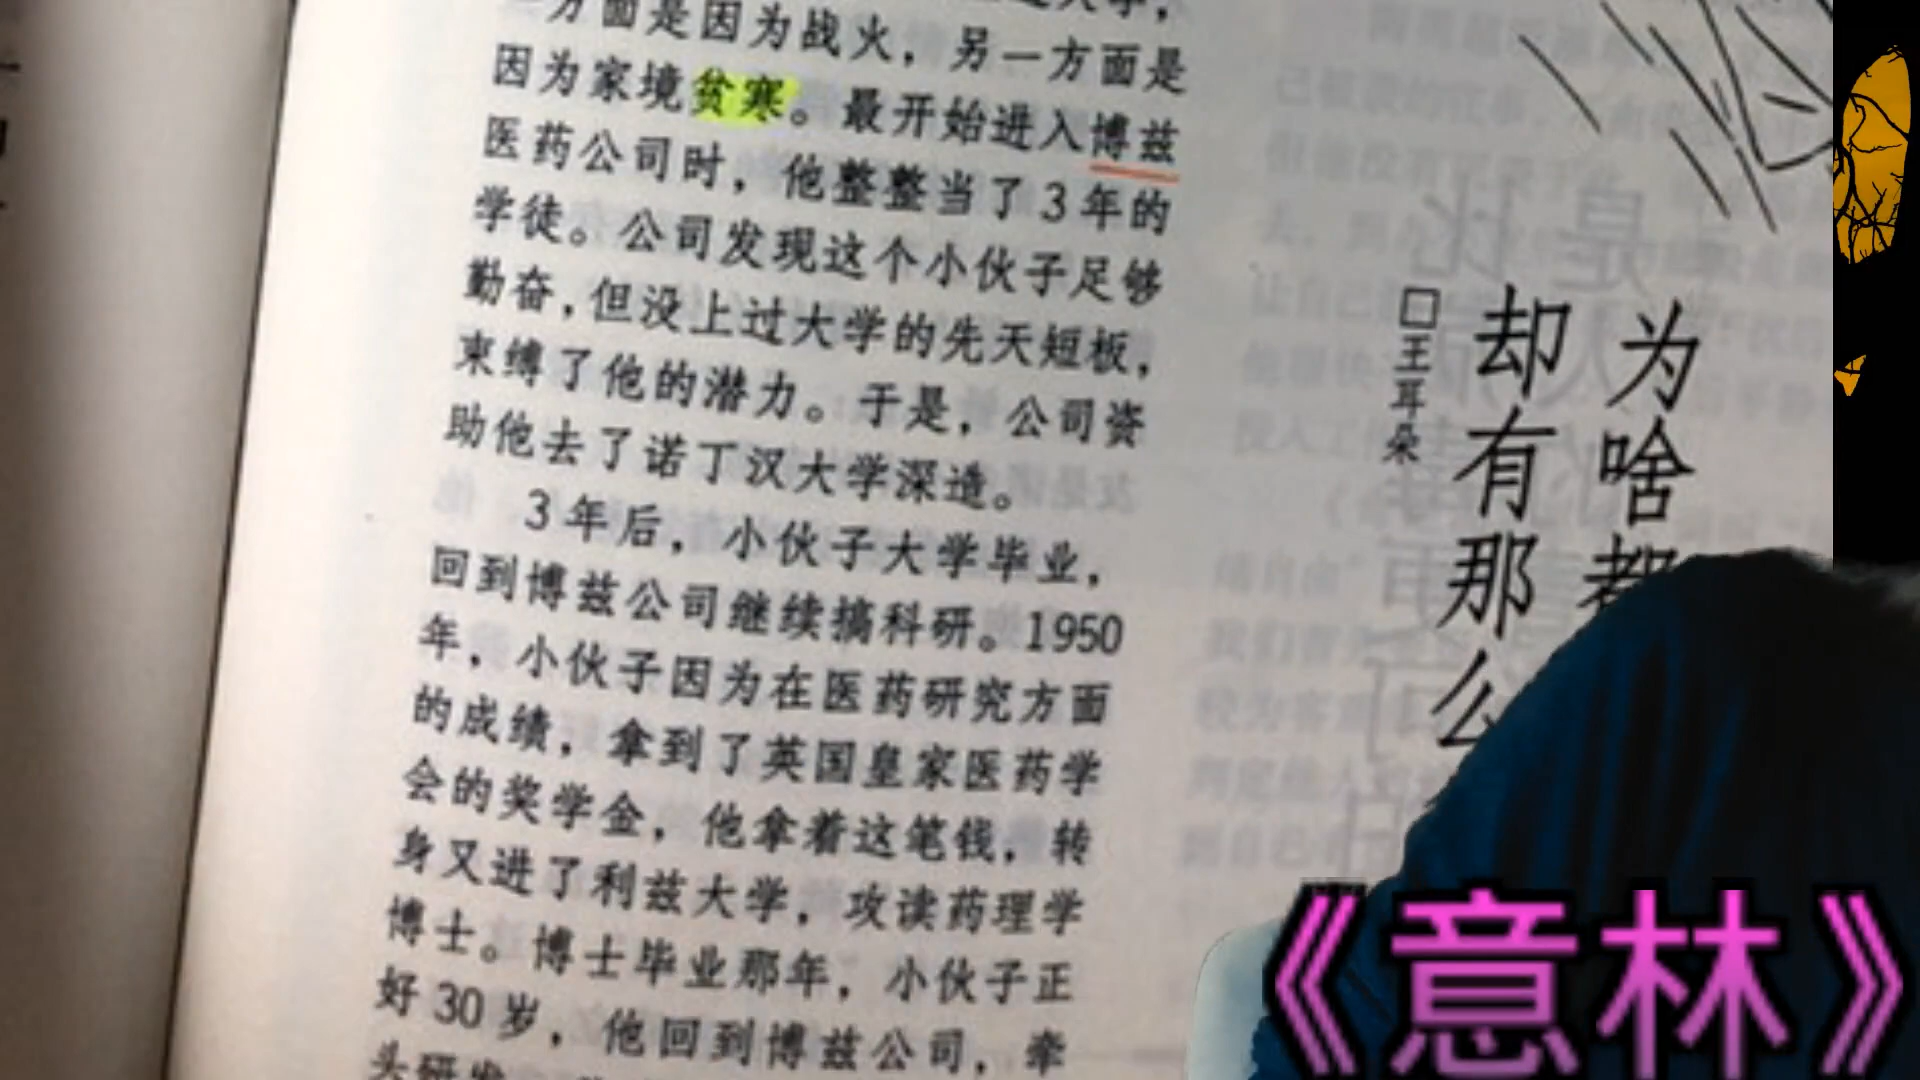 方面是因为战火，另一方面是
因为家境贫寒。最开始进入博兹
医药公司时，他整整当了3年的
学徒。公司发现这个小伙子足够
勤奋，但没上过大学的先天短板，
束缚了他的潜力。于是，公司资
助他去了诺丁汉大学深造。
3年后，小伙子大学毕业，
回到博兹公司继续搞科研。1950
年，小伙子因为在医药研究方面
的成绩，拿到了英国皇家医药学
会的奖学金，他拿着这笔钱，转
身又进了利兹大学，攻读药理学
博士。博士毕业那年，小伙子正
好30岁，他回到博兹公司，牵
头研发
为啥都
却有那么
□王耳朵
《意林》